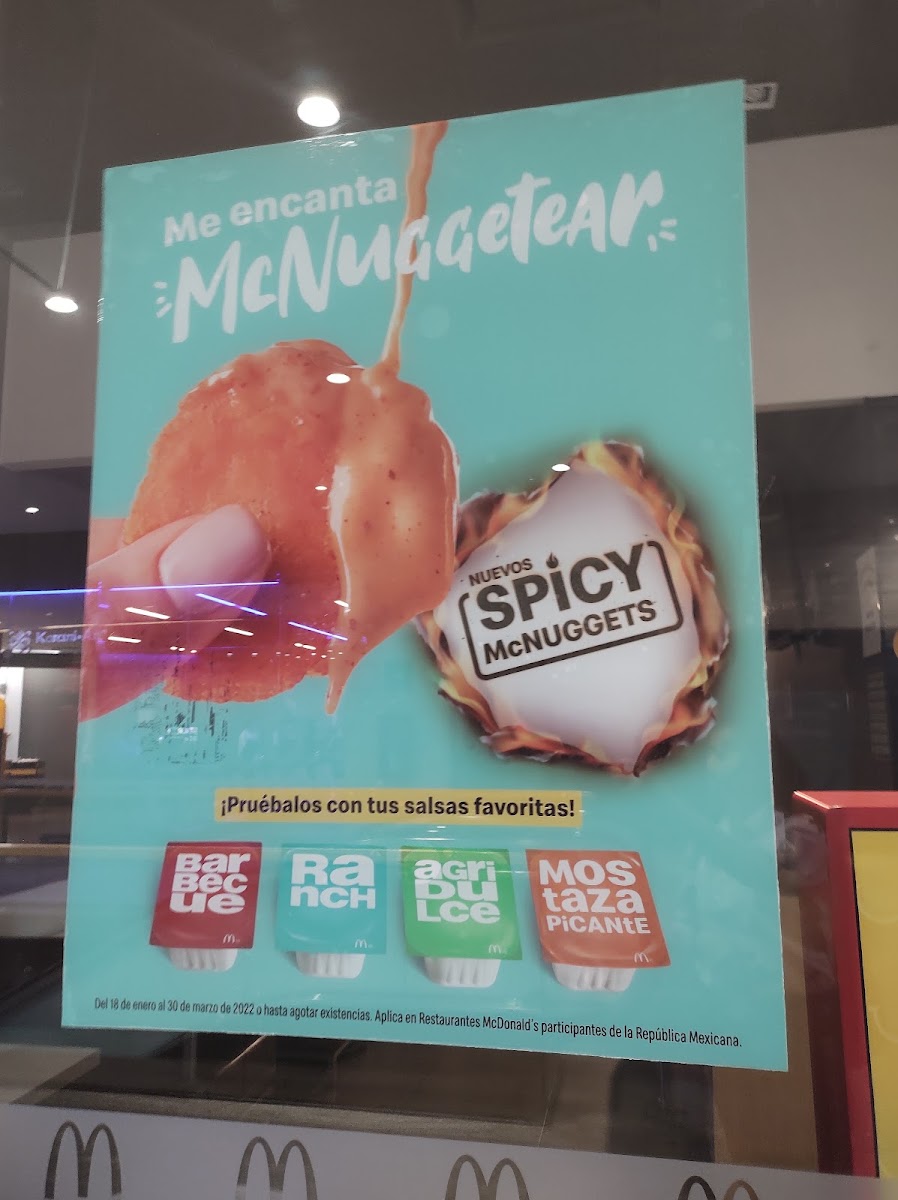 Me encanta
McNuggetear
NUEVOS
SPiCY
McNUGGETS
¡Pruébalos con tus salsas favoritas!
Bar
Bec
ue
Ra
ncH
agri
DU
Lce
MOS
taza
PiCANtE
Del 18 de enero al 30 de marzo de 2022 o hasta agotar existencias. Aplica en Restaurantes McDonald's participantes de la República Mexicana.